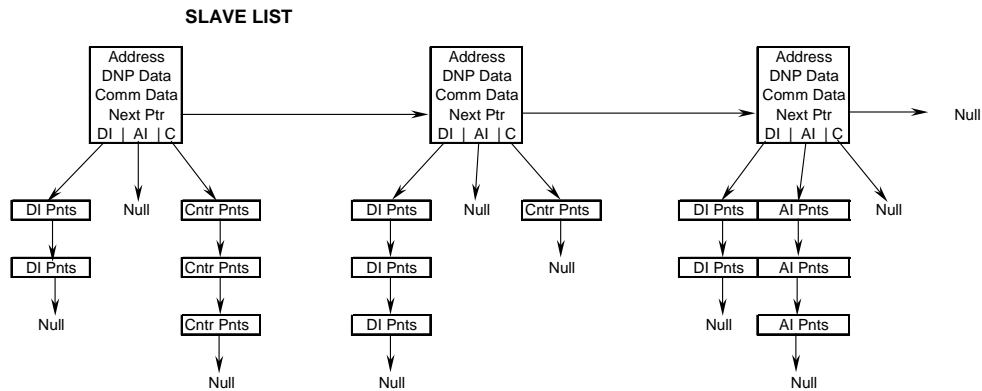 SLAVE LIST
Address
DNP Data
Comm Data
Next Ptr
DI | AI | C
Address
DNP Data
Comm Data
Next Ptr
DI | AI | C
Address
DNP Data
Comm Data
Next Ptr
DI | AI | C
Null
DI Pnts
Null
Cntr Pnts
DI Pnts
Null
Cntr Pnts
DI Pnts
AI Pnts
Null
DI Pnts
Cntr Pnts
DI Pnts
Null
DI Pnts
AI Pnts
Null
Cntr Pnts
DI Pnts
Null
AI Pnts
Null
Null
Null